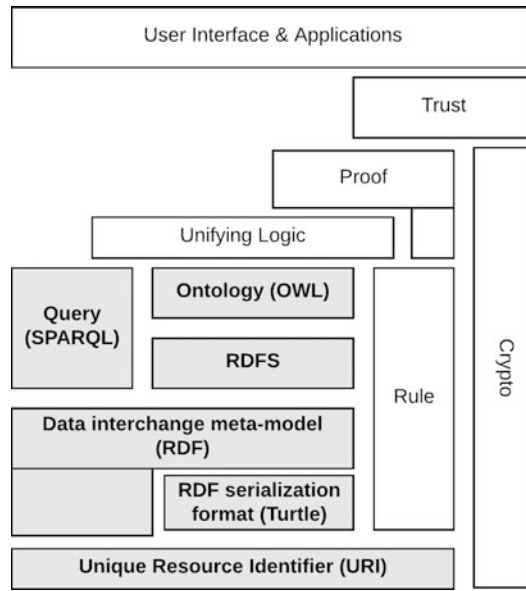 User Interface & Applications
Trust
Proof
Unifying Logic
Query
(SPARQL)
Ontology (OWL)
RDFS
Rule
Crypto
Data interchange meta-model
(RDF)
RDF serialization
format (Turtle)
Unique Resource Identifier (URI)